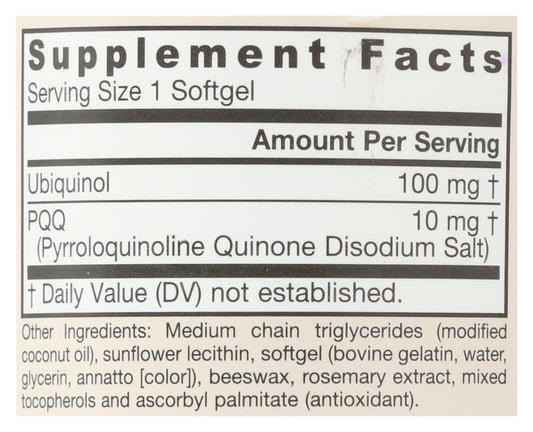 Supplement Facts
Serving Size 1 Softgel
Amount Per Serving
Ubiquinol 100 mg †
PQQ 10 mg †
(Pyrroloquinoline Quinone Disodium Salt)
† Daily Value (DV) not established.
Other Ingredients: Medium chain triglycerides (modified
coconut oil), sunflower lecithin, softgel (bovine gelatin, water,
glycerin, annatto [color]), beeswax, rosemary extract, mixed
tocopherols and ascorbyl palmitate (antioxidant).